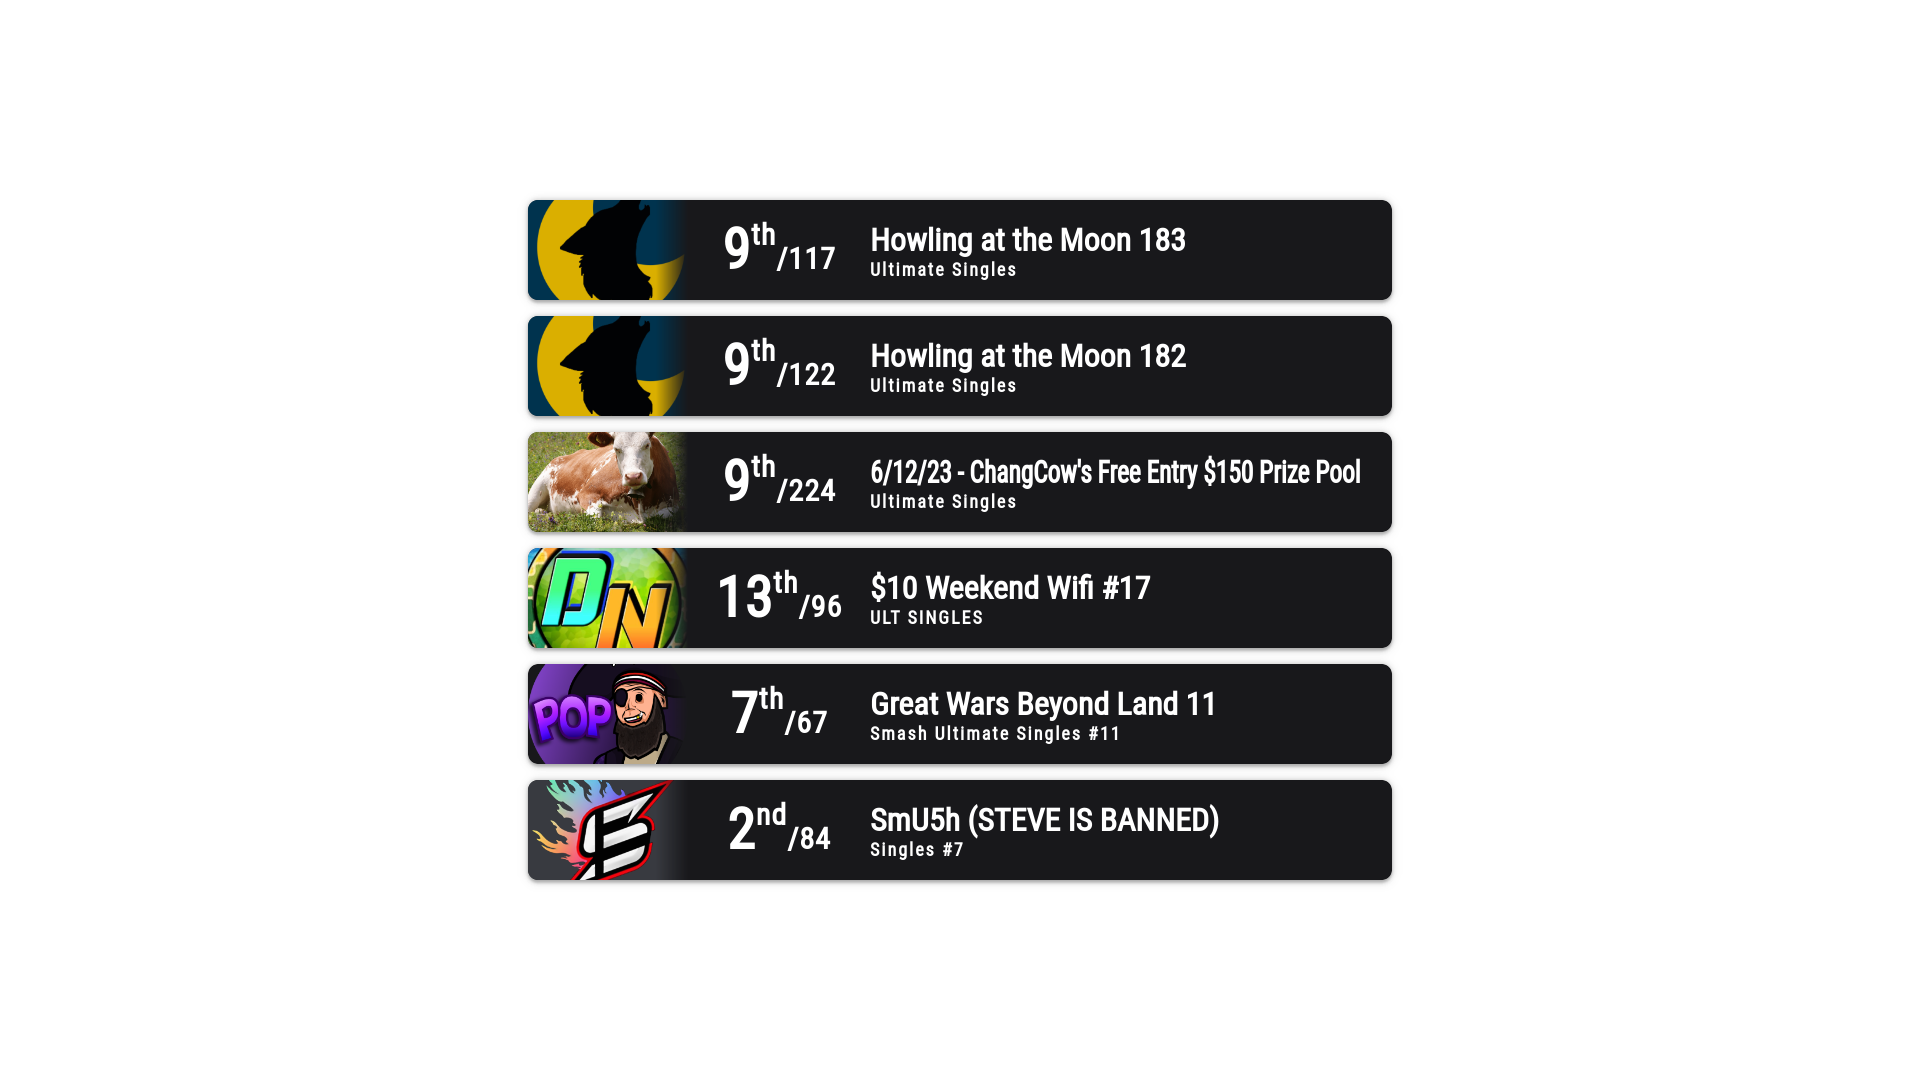 9th/117
Howling at the Moon 183
Ultimate Singles
9th/122
Howling at the Moon 182
Ultimate Singles
9th/224
6/12/23 - ChangCow's Free Entry $150 Prize Pool
Ultimate Singles
DN
13th/96
$10 Weekend Wifi #17
ULT SINGLES
POP
7th/67
Great Wars Beyond Land 11
Smash Ultimate Singles #11
E
2nd/84
SmU5h (STEVE IS BANNED)
Singles #7